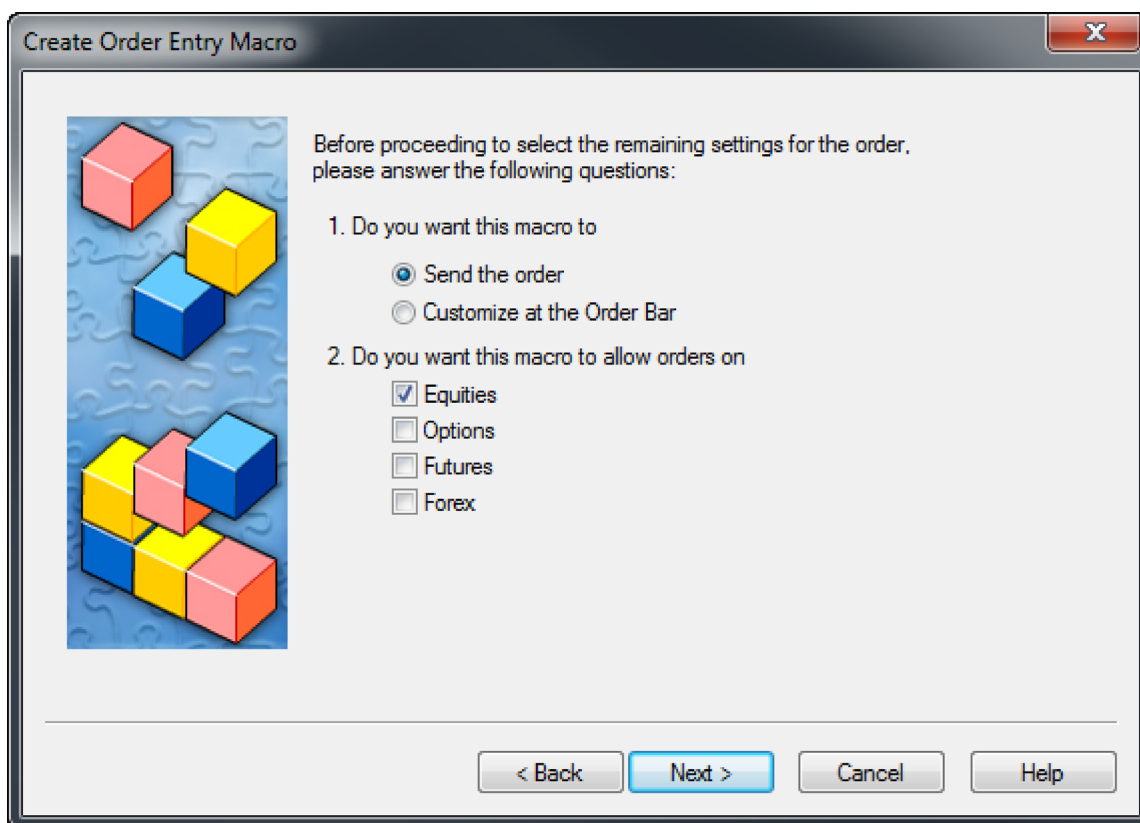 Create Order Entry Macro
Before proceeding to select the remaining settings for the order,
please answer the following questions:
1. Do you want this macro to
Send the order
Customize at the Order Bar
2. Do you want this macro to allow orders on
Equities
Options
Futures
Forex
< Back Next > Cancel Help